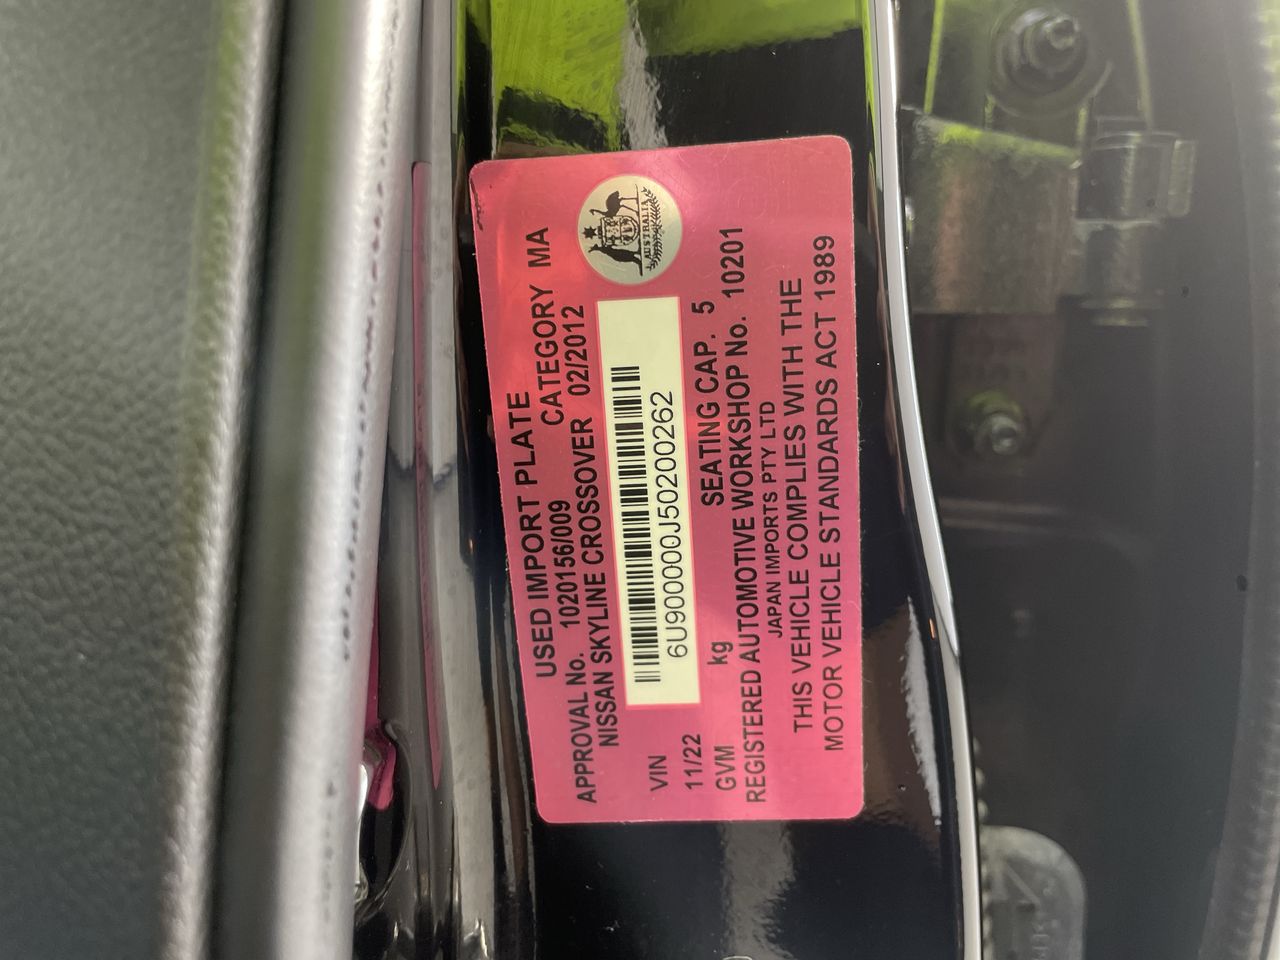 USED IMPORT PLATE
APPROVAL No. 1020156/009 CATEGORY MA
NISSAN SKYLINE CROSSOVER 02/2012
AUSTRALIA
VIN 6U9000000J50200262
11/22
GVM kg SEATING CAP. 5
REGISTERED AUTOMOTIVE WORKSHOP No. 10201
JAPAN IMPORTS PTY LTD
THIS VEHICLE COMPLIES WITH THE
MOTOR VEHICLE STANDARDS ACT 1989